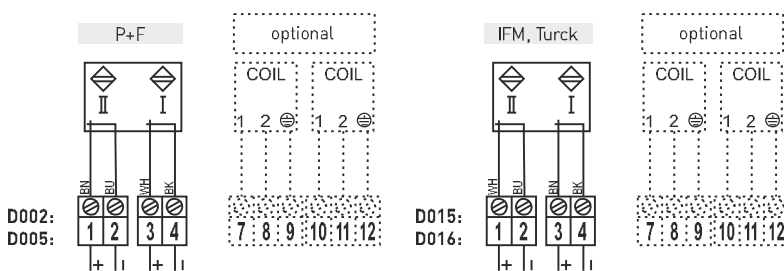 P+F optional IFM, Turck optional
COIL COIL COIL COIL
II I II I
1 2 1 2 1 2 1 2
BN BU WH BK WH BU BN BK
D002:
D005: 1 2 3 4 7 8 9 10 11 12
D015:
D016: 1 2 3 4 7 8 9 10 11 12
+ - + - + - + -